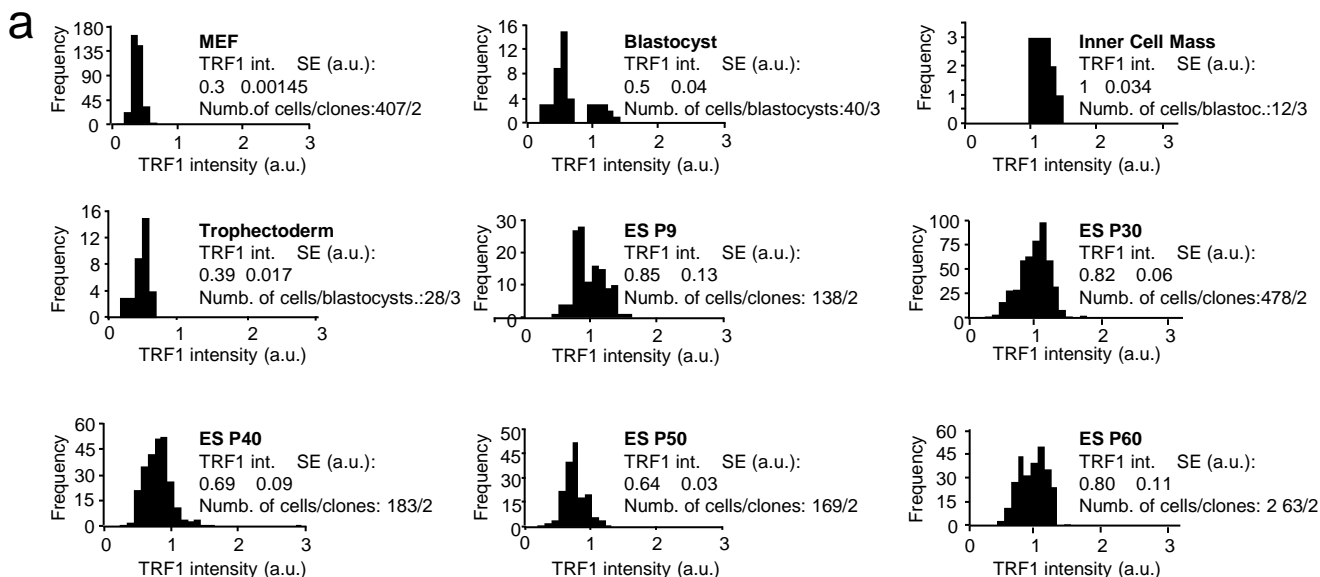 a
MEF
TRF1 int. SE (a.u.):
0.3 0.00145
Numb.of cells/clones:407/2
Frequency
180
135
90
45
0
0 1 2 3
TRF1 intensity (a.u.)
Blastocyst
TRF1 int. SE (a.u.):
0.5 0.04
Numb.of cells/blastocysts:40/3
Frequency
16
12
8
4
0
0 1 2 3
TRF1 intensity (a.u.)
Inner Cell Mass
TRF1 int. SE (a.u.):
1 0.034
Numb. of cells/blastoc.:12/3
Frequency
3
2
1
0
0 1 2 3
TRF1 intensity (a.u.)
Trophectoderm
TRF1 int. SE (a.u.):
0.39 0.017
Numb. of cells/blastocysts.:28/3
Frequency
16
12
8
4
0
0 1 2 3
TRF1 intensity (a.u.)
ES P9
TRF1 int. SE (a.u.):
0.85 0.13
Numb. of cells/clones: 138/2
Frequency
30
20
10
0
0 1 2 3
TRF1 intensity (a.u.)
ES P30
TRF1 int. SE (a.u.):
0.82 0.06
Numb. of cells/clones:478/2
Frequency
100
75
50
25
0
0 1 2 3
TRF1 intensity (a.u.)
ES P40
TRF1 int. SE (a.u.):
0.69 0.09
Numb. of cells/clones: 183/2
Frequency
60
45
30
15
0
0 1 2 3
TRF1 intensity (a.u.)
ES P50
TRF1 int. SE (a.u.):
0.64 0.03
Numb. of cells/clones: 169/2
Frequency
50
45
30
15
0
0 1 2 3
TRF1 intensity (a.u.)
ES P60
TRF1 int. SE (a.u.):
0.80 0.11
Numb. of cells/clones: 2 63/2
Frequency
60
40
20
0
0 1 2 3
TRF1 intensity (a.u.)